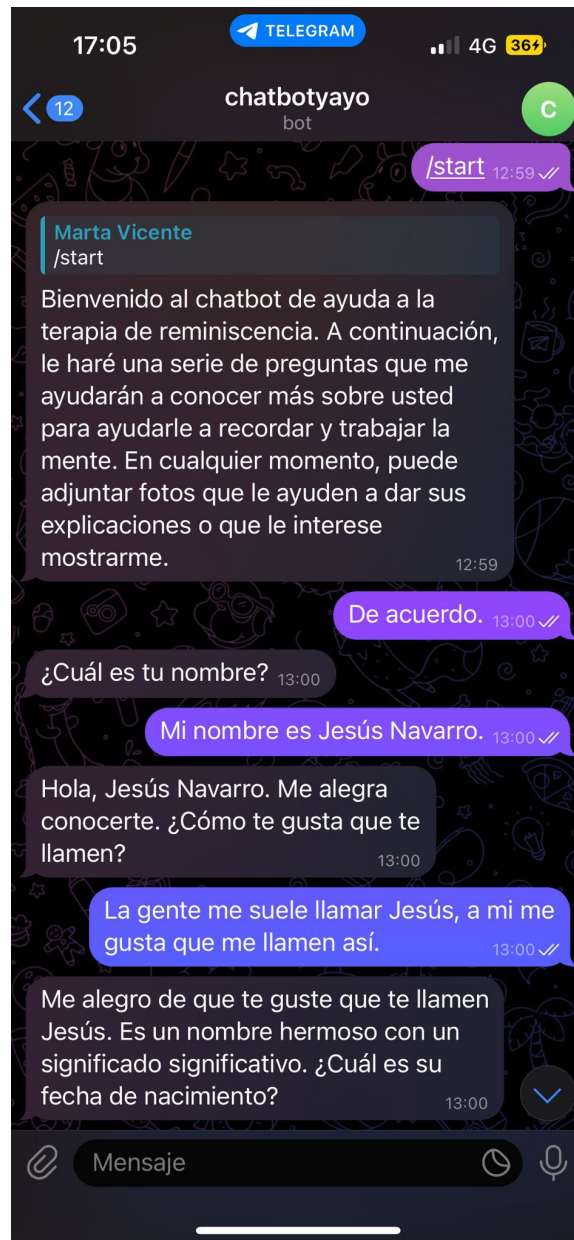 17:05
TELEGRAM
4G 36
12
chatbotyayo
bot
C
/start 12:59
Marta Vicente
/start
Bienvenido al chatbot de ayuda a la
terapia de reminiscencia. A continuación,
le haré una serie de preguntas que me
ayudarán a conocer más sobre usted
para ayudarle a recordar y trabajar la
mente. En cualquier momento, puede
adjuntar fotos que le ayuden a dar sus
explicaciones o que le interese
mostrarme. 12:59
De acuerdo. 13:00
¿Cuál es tu nombre? 13:00
Mi nombre es Jesús Navarro. 13:00
Hola, Jesús Navarro. Me alegra
conocerte. ¿Cómo te gusta que te
llamen? 13:00
La gente me suele llamar Jesús, a mi me
gusta que me llamen así. 13:00
Me alegro de que te guste que te llamen
Jesús. Es un nombre hermoso con un
significado significativo. ¿Cuál es su
fecha de nacimiento? 13:00
Mensaje